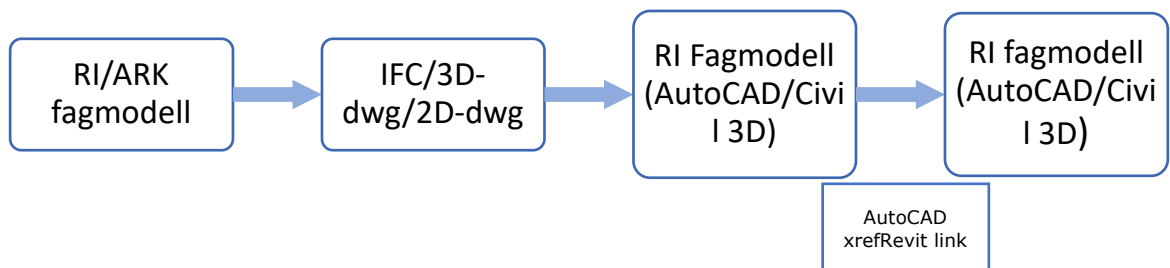 RI/ARK
fagmodell
IFC/3D-
dwg/2D-dwg
RI Fagmodell
(AutoCAD/Civi
l 3D)
RI fagmodell
(AutoCAD/Civi
l 3D)
AutoCAD
xrefRevit link